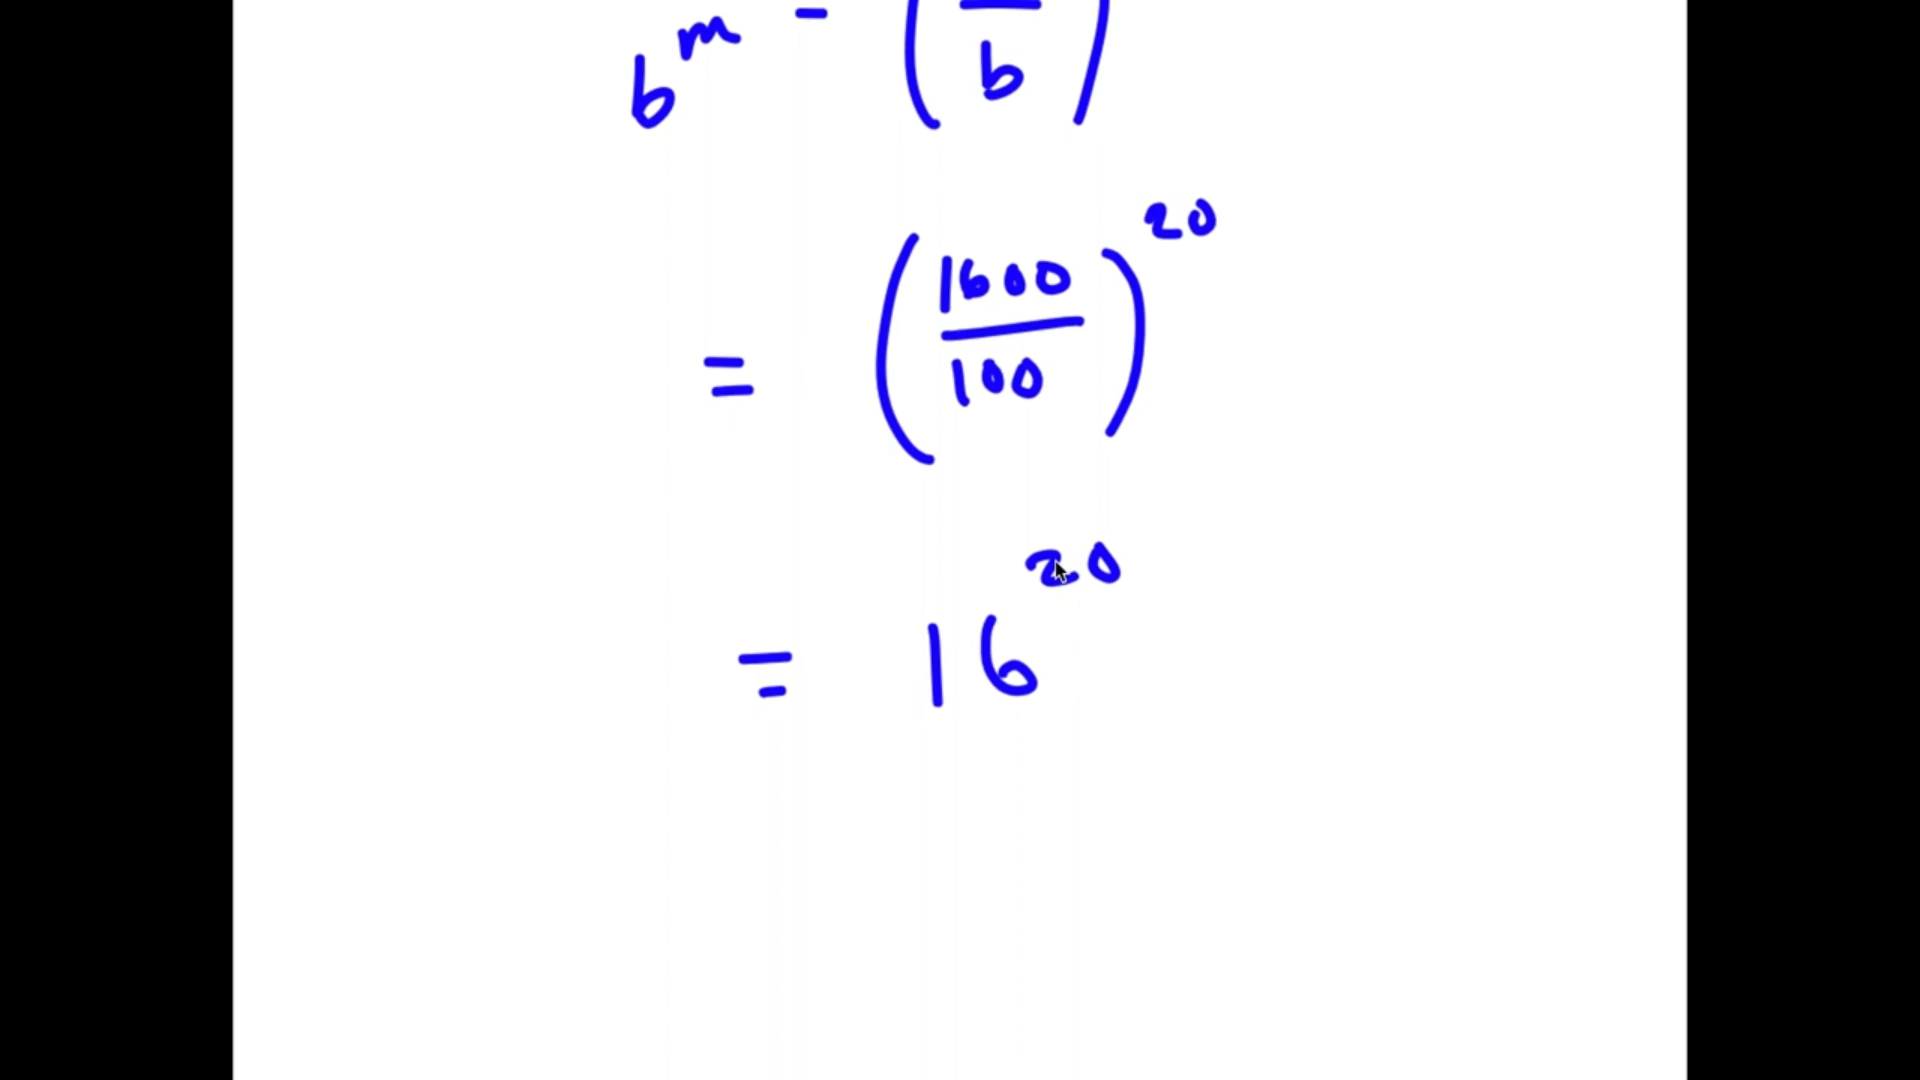 b^m = (— / b)
= (1600 / 100)^20
= 16^20